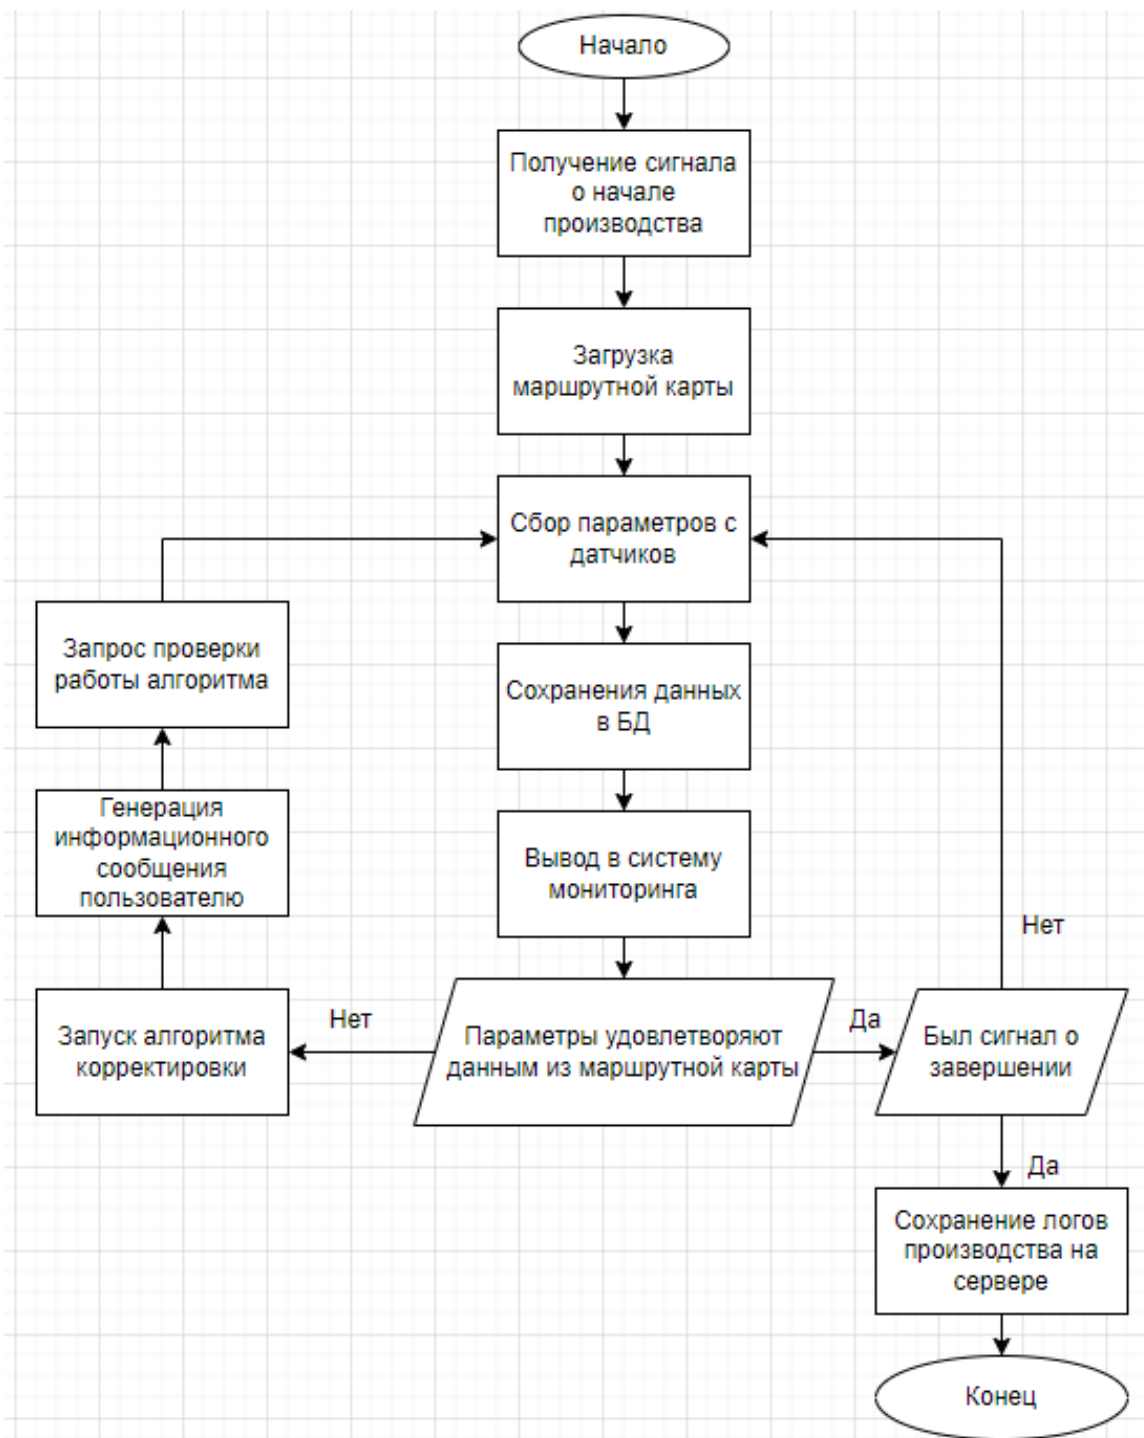 Начало
Получение сигнала
о начале
производства
Загрузка
маршрутной карты
Сбор параметров с
датчиков
Запрос проверки
работы алгоритма
Сохранения данных
в БД
Генерация
информационного
сообщения
пользователю
Вывод в систему
мониторинга
Нет
Запуск алгоритма
корректировки
Нет
Параметры удовлетворяют
данным из маршрутной карты
Да
Был сигнал о
завершении
Да
Сохранение логов
производства на
сервере
Конец